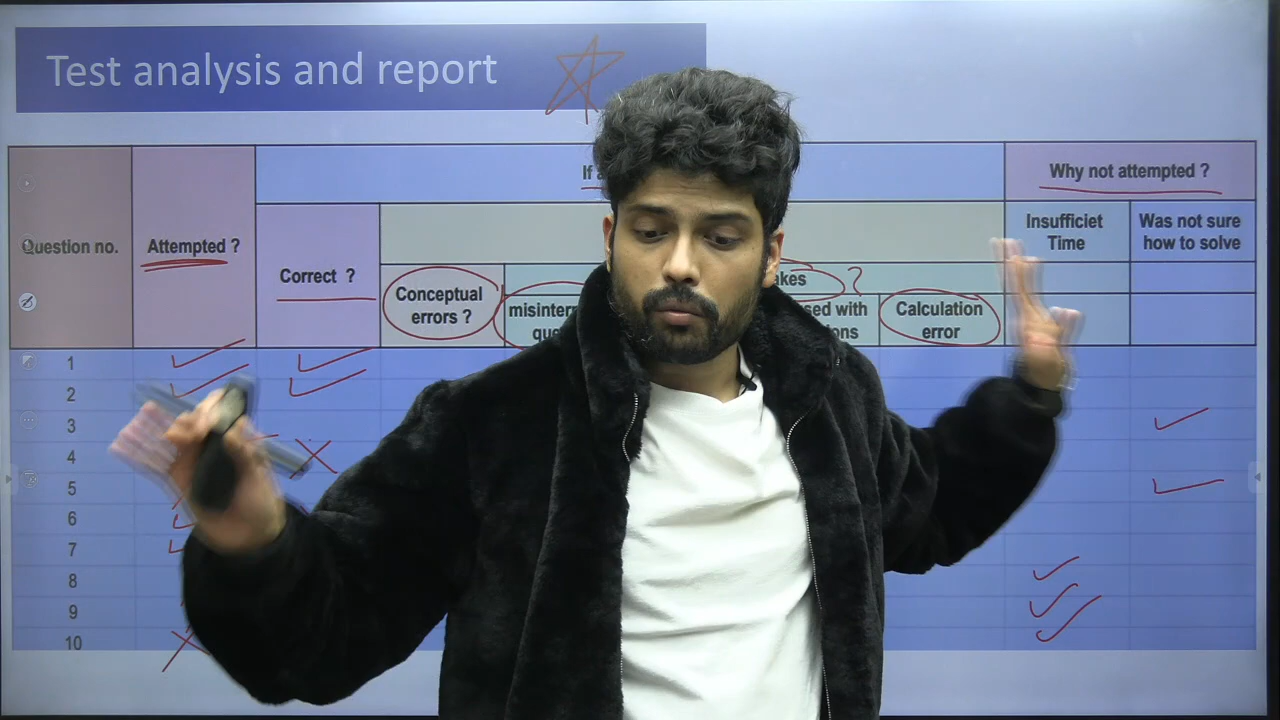 Test analysis and report
If
Why not attempted ?
Question no.
Attempted ?
Correct ?
Insufficiet
Time
Was not sure
how to solve
Conceptual
errors ?
Calculation
error
1
2
3
4
5
6
7
8
9
10